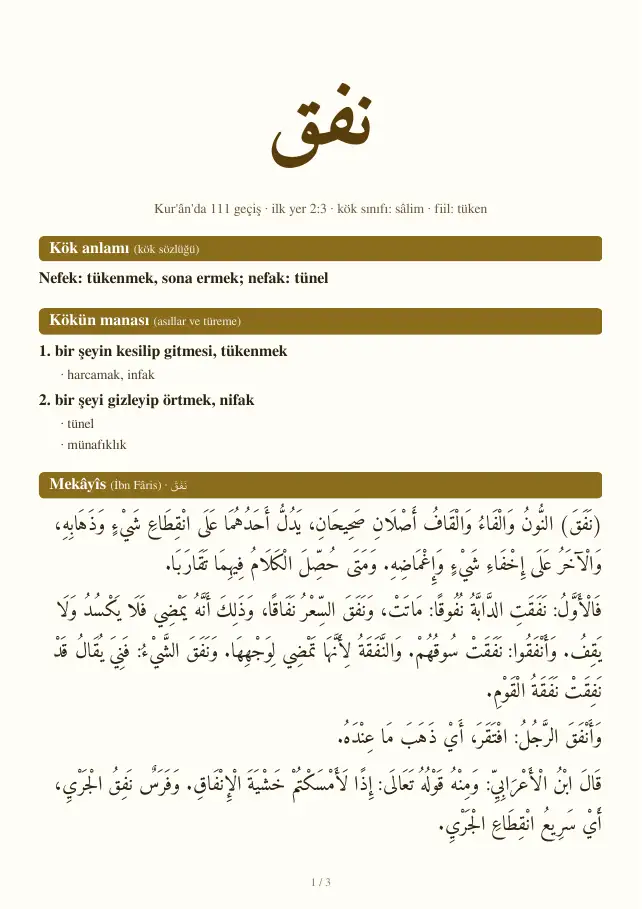 نفق
Kur'ân'da 111 geçiş · ilk yer 2:3 · kök sınıfı: sâlim · fiil: tüken
Kök anlamı (kök sözlüğü)
Nefek: tükenmek, sona ermek; nefak: tünel
Kökün manası (asıllar ve türeme)
1. bir şeyin kesilip gitmesi, tükenmek
· harcamak, infak
2. bir şeyi gizleyip örtmek, nifak
· tünel
· münafıklık
Mekâyîs (İbn Fâris) · نَفَقَ
(نَفَقَ) النُّونُ وَالْفَاءُ وَالْقَافُ أَصْلَانِ صَحِيحَانِ، يَدُلُّ أَحَدُهُمَا عَلَى انْقِطَاعِ شَيْءٍ وَذَهَابِهِ،
وَالْآخَرُ عَلَى إِخْفَاءِ شَيْءٍ وَإِغْمَاضِهِ. وَمَتَى حُصِّلَ الْكَلَامُ فِيهِمَا تَقَارَبَا.
فَالْأَوَّلُ: نَفَقَتِ الدَّابَّةُ نُفُوقًا: مَاتَتْ، وَنَفَقَ السِّعْرُ نَفَاقًا، وَذَلِكَ أَنَّهُ يَمْضِي فَلَا يَكْسُدُ وَلَا
يَقِفُ. وَأَنْفَقُوا: نَفَقَتْ سُوقُهُمْ. وَالنَّفَقَةُ لِأَنَّهَا تَمْضِي لِوَجْهِهَا. وَنَفَقَ الشَّيْءُ: فَنِيَ يُقَالُ قَدْ
نَفِقَتْ نَفَقَةُ الْقَوْمِ.
وَأَنْفَقَ الرَّجُلُ: افْتَقَرَ، أَيْ ذَهَبَ مَا عِنْدَهُ.
قَالَ ابْنُ الْأَعْرَابِيِّ: وَمِنْهُ قَوْلُهُ تَعَالَى: إِذًا لَأَمْسَكْتُمْ خَشْيَةَ الْإِنْفَاقِ. وَفَرَسٌ نَفِقُ الْجَرْيِ،
أَيْ سَرِيعُ انْقِطَاعِ الْجَرْيِ.
1 / 3